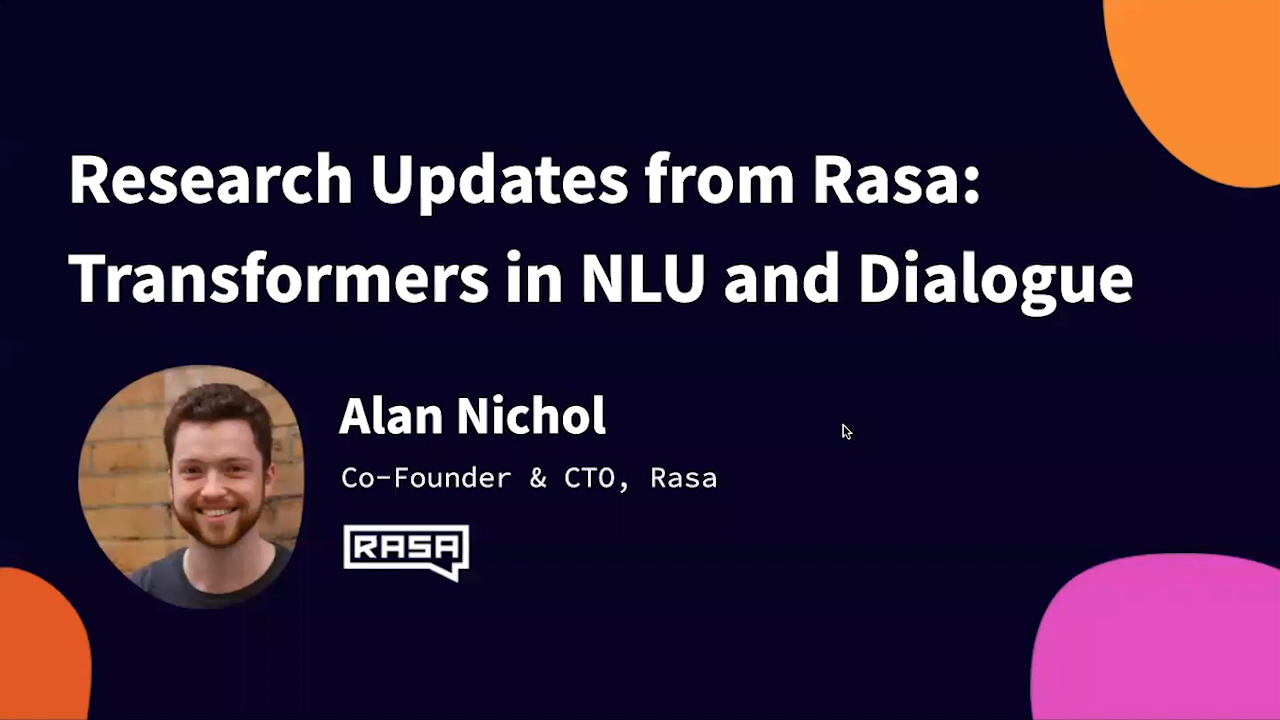 Research Updates from Rasa:
Transformers in NLU and Dialogue
Alan Nichol
Co-Founder & CTO, Rasa
RASA